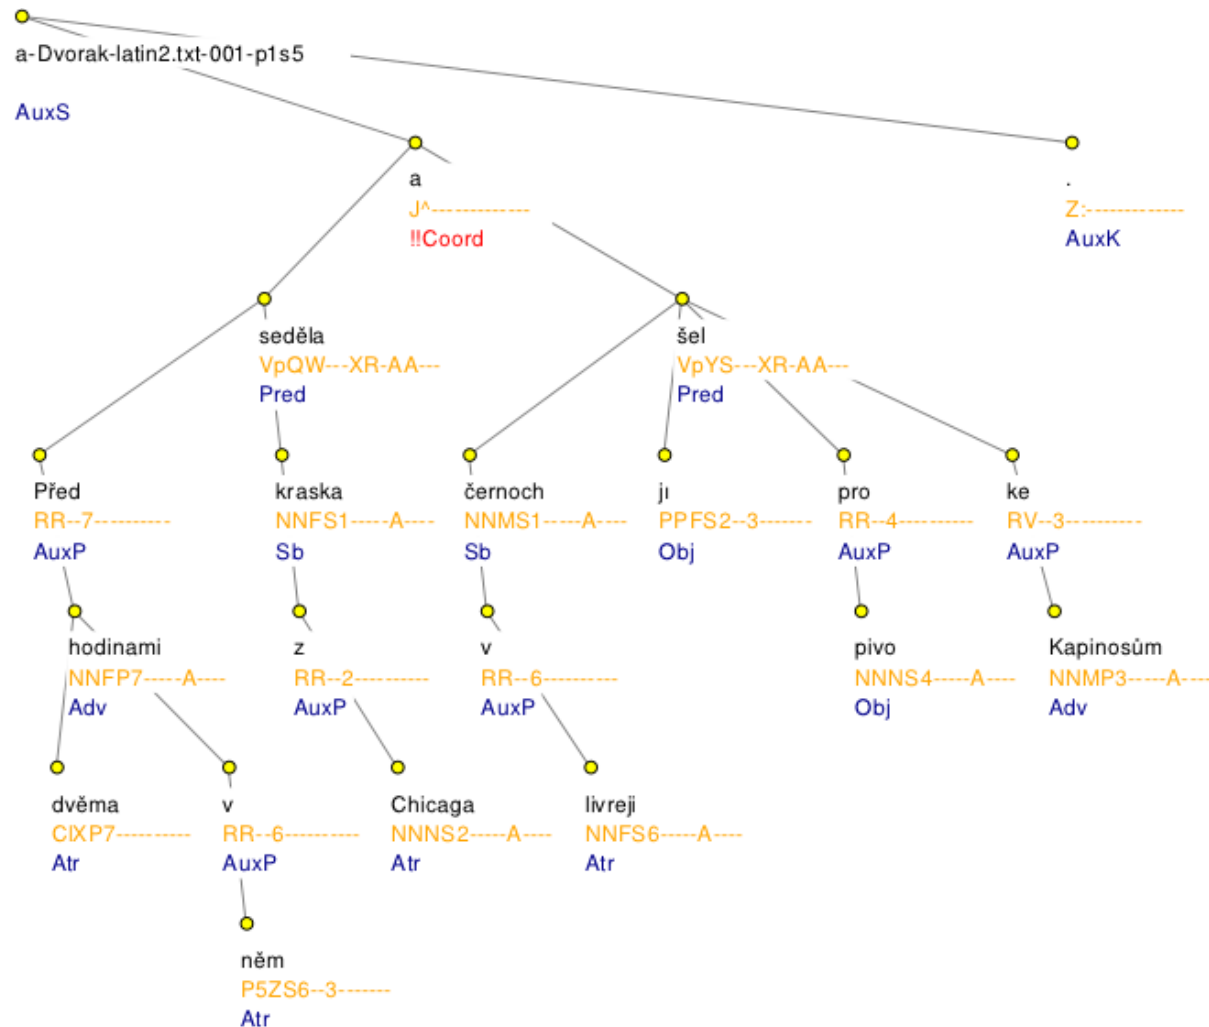 a-Dvorak-latin2.txt-001-p1s5
AuxS
a
J^-------------
!!Coord
.
Z:-------------
AuxK
seděla
VpQW---XR-AA---
Pred
šel
VpYS---XR-AA---
Pred
Před
RR--7----------
AuxP
kraska
NNFS1-----A----
Sb
černoch
NNMS1-----A----
Sb
jı
PPFS2--3-------
Obj
pro
RR--4----------
AuxP
ke
RV--3----------
AuxP
hodinami
NNFP7-----A----
Adv
z
RR--2----------
AuxP
v
RR--6----------
AuxP
pivo
NNNS4-----A----
Obj
Kapinosům
NNMP3-----A----
Adv
dvěma
ClXP7----------
Atr
v
RR--6----------
AuxP
Chicaga
NNNS2-----A----
Atr
livreji
NNFS6-----A----
Atr
něm
P5ZS6--3-------
Atr